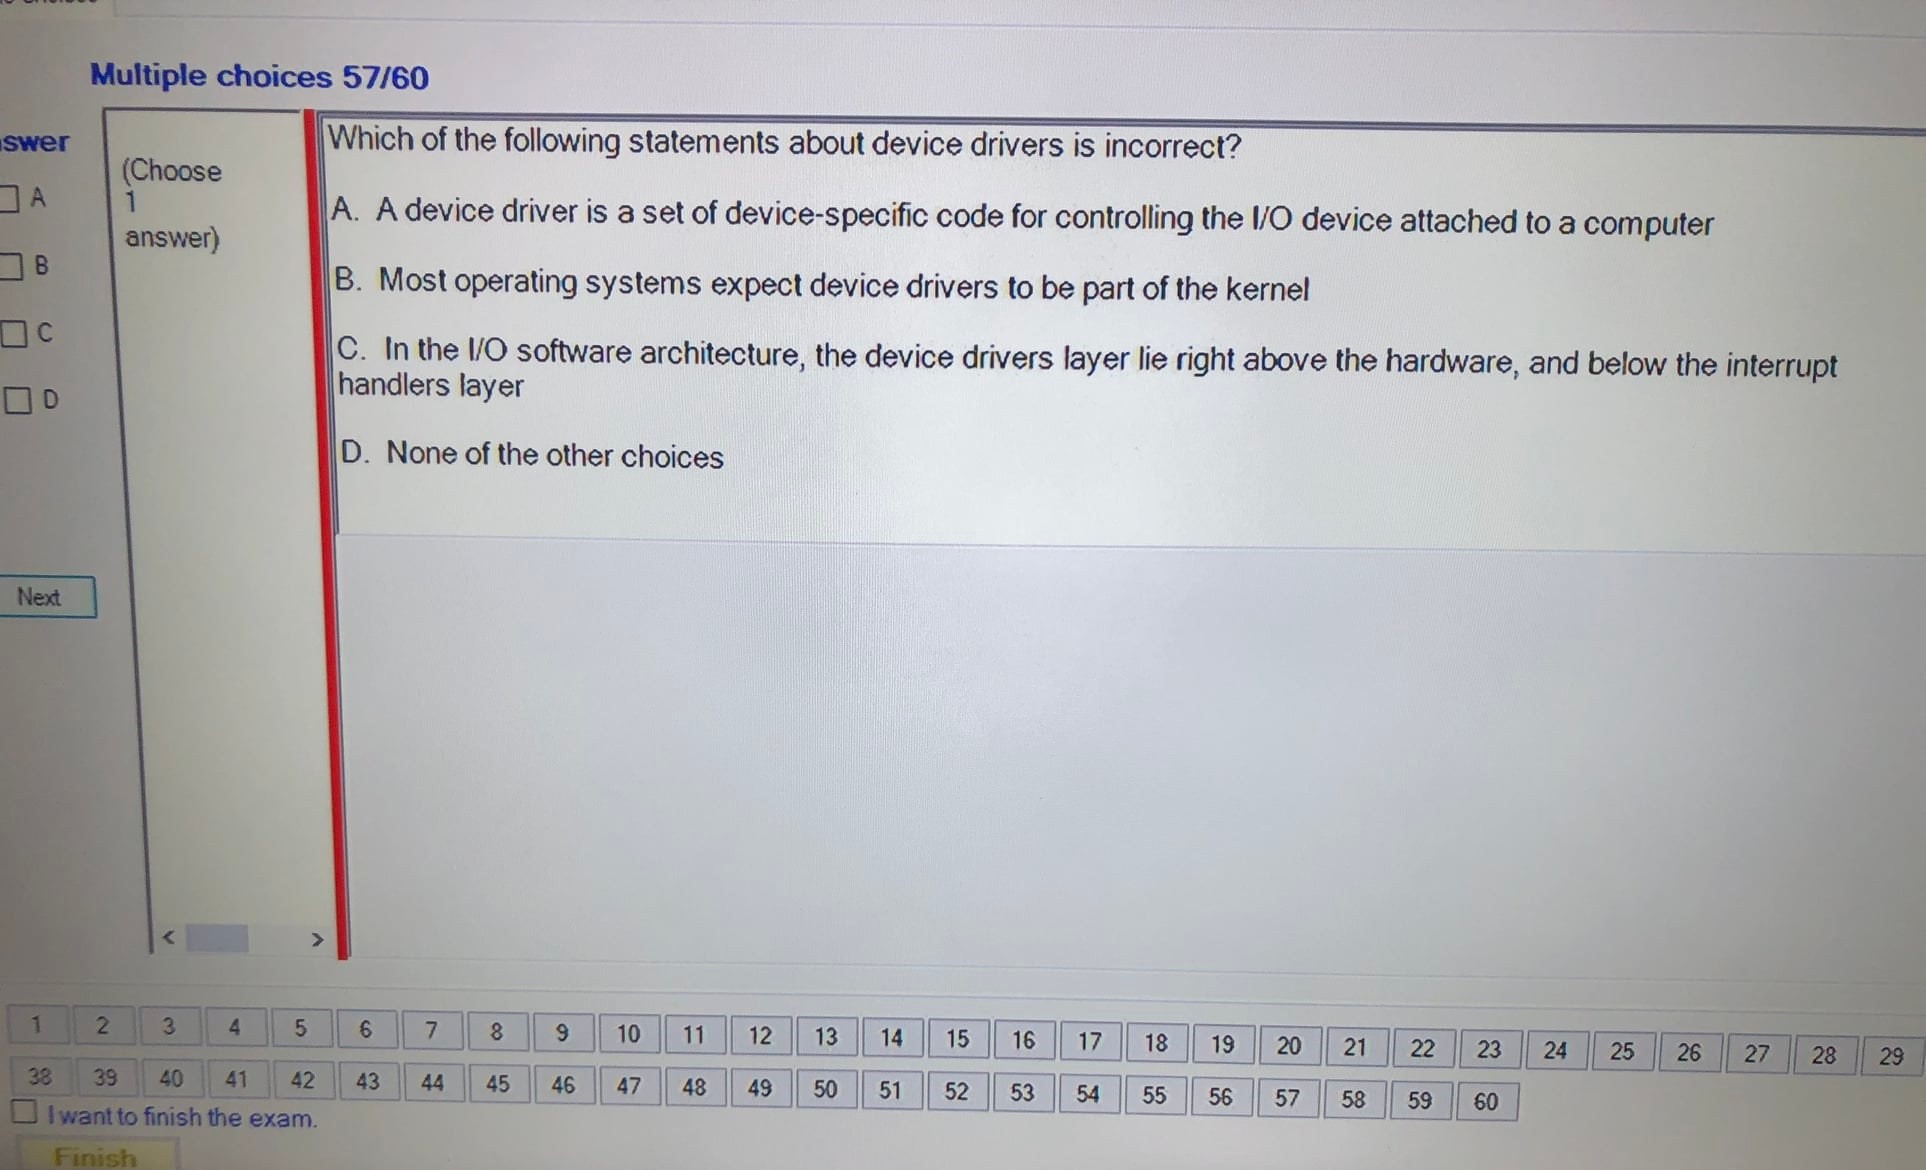 Multiple choices 57/60
swer
A
B
C
D
Next
(Choose
1
answer)
Which of the following statements about device drivers is incorrect?
A. A device driver is a set of device-specific code for controlling the I/O device attached to a computer
B. Most operating systems expect device drivers to be part of the kernel
C. In the I/O software architecture, the device drivers layer lie right above the hardware, and below the interrupt
handlers layer
D. None of the other choices
< >
1 2 3 4 5 6 7 8 9 10 11 12 13 14 15 16 17 18 19 20 21 22 23 24 25 26 27 28 29
38 39 40 41 42 43 44 45 46 47 48 49 50 51 52 53 54 55 56 57 58 59 60
I want to finish the exam.
Finish